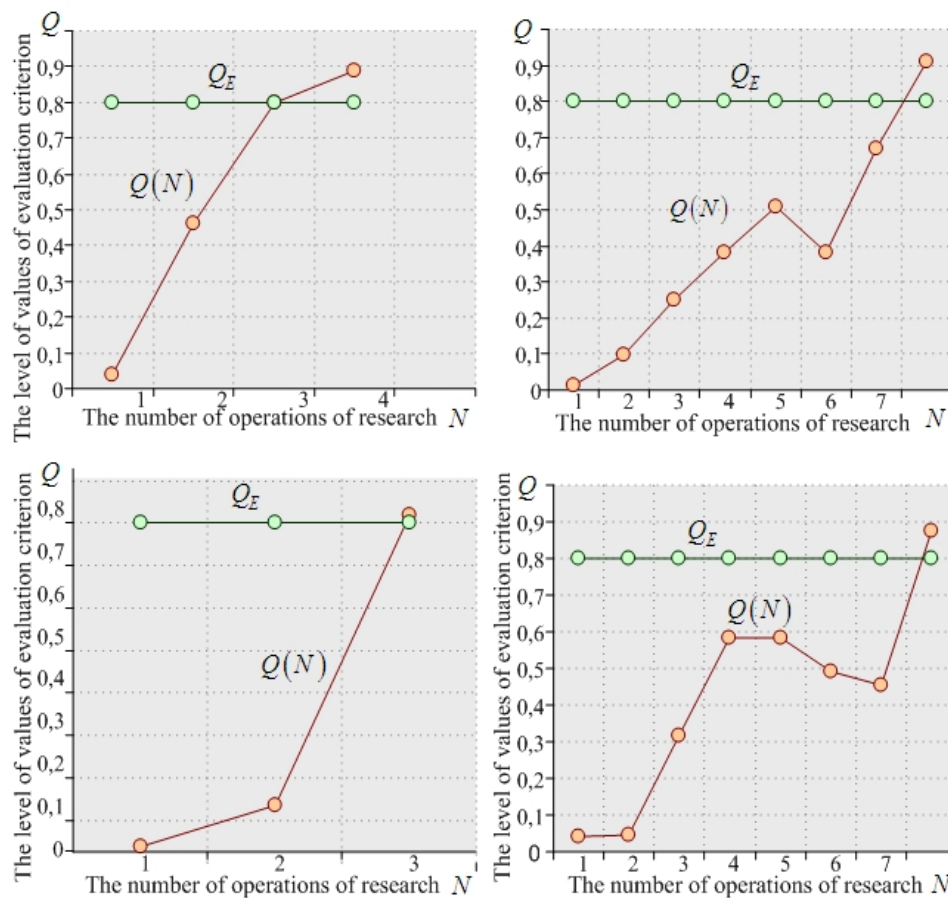 Q
The level of values of evaluation criterion
0,9
0,8
0,7
0,6
0,5
0,4
0,3
0,2
0,1
0
Q_E
Q(N)
1 2 3 4
The number of operations of research N
Q
0,9
0,8
0,7
0,6
0,5
0,4
0,3
0,2
0,1
0
Q_E
Q(N)
1 2 3 4 5 6 7
The number of operations of research N
Q
The level of values of evaluation criterion
0,8
0,7
0,6
0,5
0,4
0,3
0,2
0,1
0
Q_E
Q(N)
1 2 3
The number of operations of research N
Q
The level of values of evaluation criterion
0,9
0,8
0,7
0,6
0,5
0,4
0,3
0,2
0,1
0
Q_E
Q(N)
1 2 3 4 5 6 7
The number of operations of research N